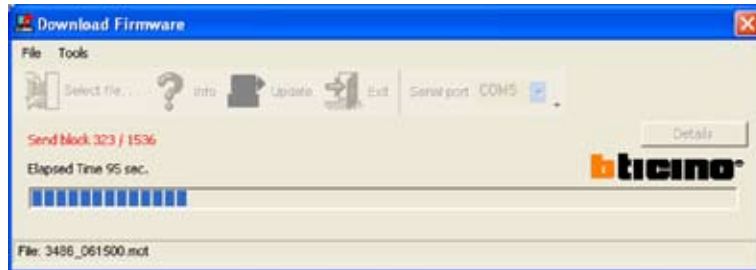 Download Firmware
File Tools
Select file... Info Update Exit Serial port COM5
Send block 323 / 1536
Details
Elapsed Time 95 sec.
bticino
File: 3486_061500.mot